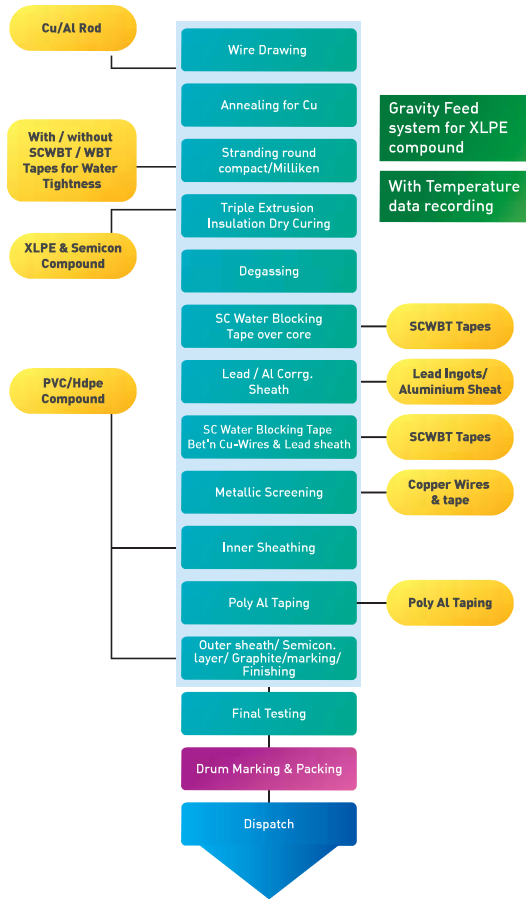 Cu/Al Rod
Wire Drawing
Annealing for Cu
Gravity Feed
system for XLPE
compound
With / without
SCWBT / WBT
Tapes for Water
Tightness
Stranding round
compact/Milliken
With Temperature
data recording
Triple Extrusion
Insulation Dry Curing
XLPE & Semicon
Compound
Degassing
SC Water Blocking
Tape over core
SCWBT Tapes
PVC/Hdpe
Compound
Lead / Al Corrg.
Sheath
Lead Ingots/
Aluminium Sheat
SC Water Blocking Tape
Bet'n Cu-Wires & Lead sheath
SCWBT Tapes
Metallic Screening
Copper Wires
& tape
Inner Sheathing
Poly Al Taping
Poly Al Taping
Outer sheath/ Semicon.
layer/ Graphite/marking/
Finishing
Final Testing
Drum Marking & Packing
Dispatch